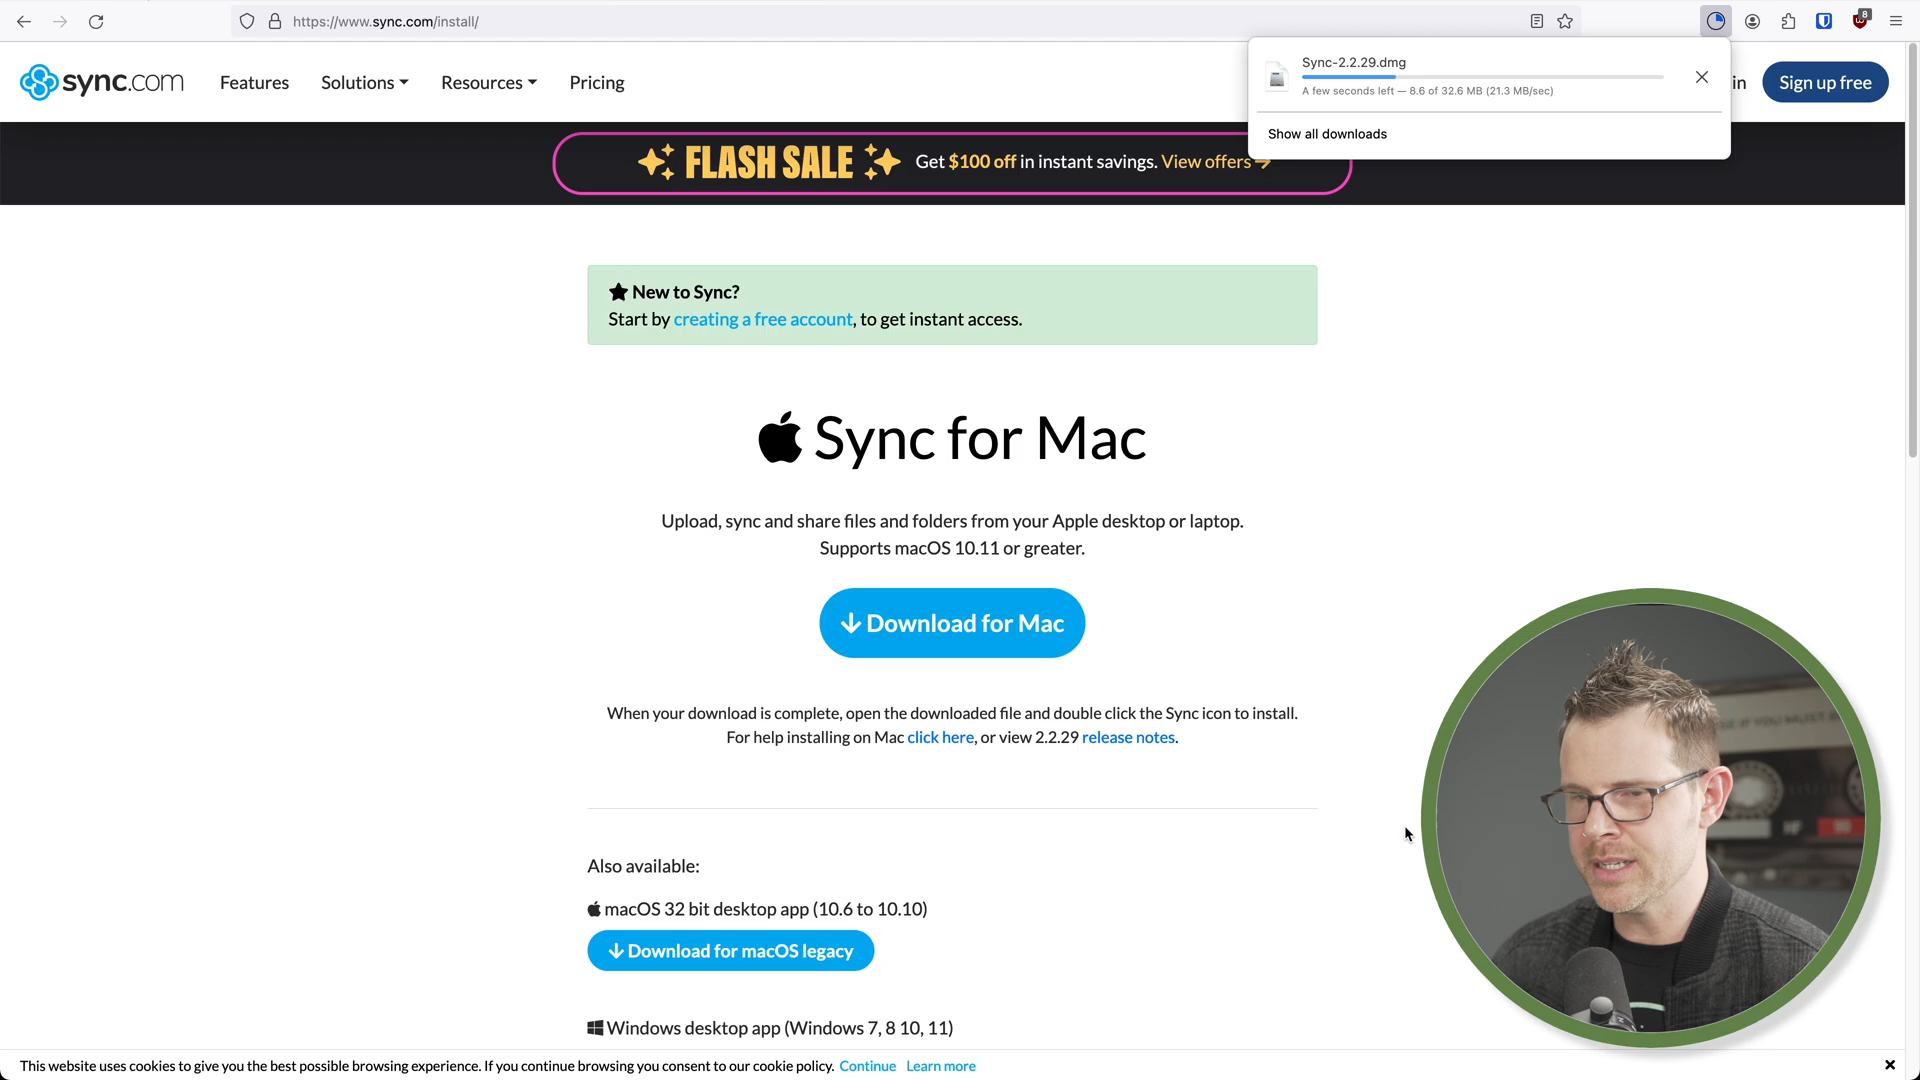 https://www.sync.com/install/
8
Sync-2.2.29.dmg
A few seconds left — 8.6 of 32.6 MB (21.3 MB/sec)
Show all downloads
sync.com
Features
Solutions
Resources
Pricing
in
Sign up free
FLASH SALE
Get $100 off in instant savings. View offers
New to Sync?
Start by creating a free account, to get instant access.
Sync for Mac
Upload, sync and share files and folders from your Apple desktop or laptop.
Supports macOS 10.11 or greater.
Download for Mac
When your download is complete, open the downloaded file and double click the Sync icon to install.
For help installing on Mac click here, or view 2.2.29 release notes.
Also available:
macOS 32 bit desktop app (10.6 to 10.10)
Download for macOS legacy
Windows desktop app (Windows 7, 8 10, 11)
This website uses cookies to give you the best possible browsing experience. If you continue browsing you consent to our cookie policy. Continue Learn more